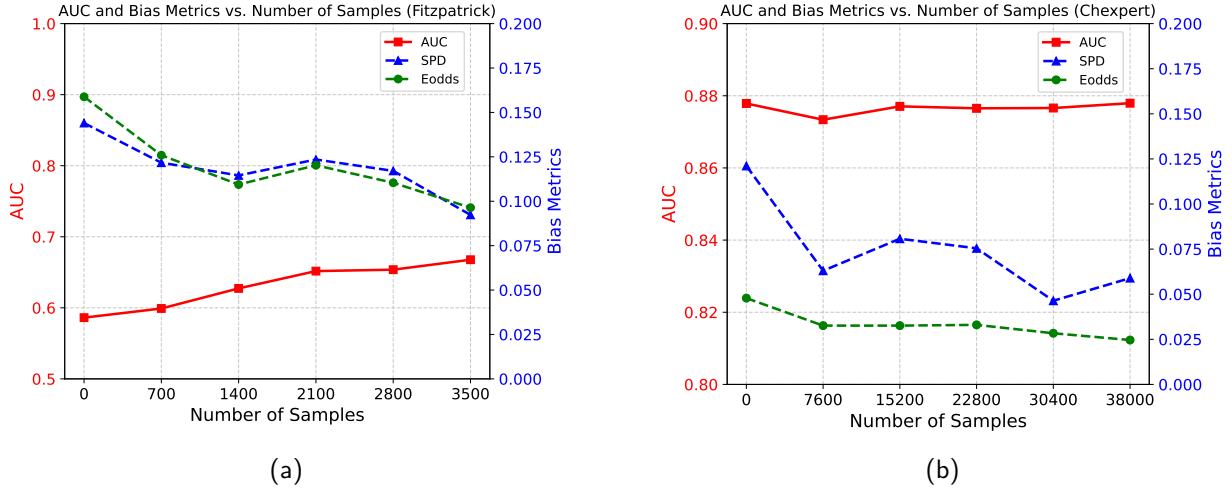 AUC and Bias Metrics vs. Number of Samples (Fitzpatrick)
1.0
0.9
0.8
0.7
0.6
0.5
AUC
0.200
0.175
0.150
0.125
0.100
0.075
0.050
0.025
0.000
Bias Metrics
AUC
SPD
Eodds
0 700 1400 2100 2800 3500
Number of Samples
(a)
AUC and Bias Metrics vs. Number of Samples (Chexpert)
0.90
0.88
0.86
0.84
0.82
0.80
AUC
0.200
0.175
0.150
0.125
0.100
0.075
0.050
0.025
0.000
Bias Metrics
AUC
SPD
Eodds
0 7600 15200 22800 30400 38000
Number of Samples
(b)